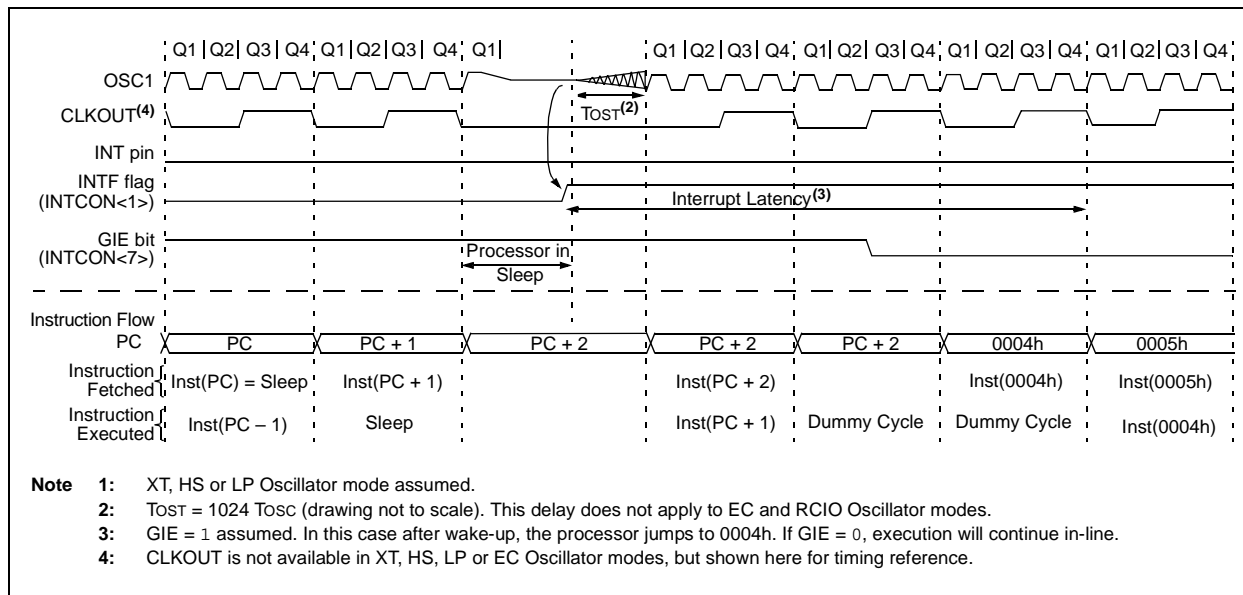 Q1 Q2 Q3 Q4 Q1 Q2 Q3 Q4 Q1 Q1 Q2 Q3 Q4 Q1 Q2 Q3 Q4 Q1 Q2 Q3 Q4 Q1 Q2 Q3 Q4
OSC1
TOST(2)
CLKOUT(4)
INT pin
INTF flag
(INTCON<1>)
Interrupt Latency(3)
GIE bit
(INTCON<7>)
Processor in
Sleep
Instruction Flow
PC PC PC + 1 PC + 2 PC + 2 PC + 2 0004h 0005h
Instruction
Fetched
Inst(PC) = Sleep Inst(PC + 1) Inst(PC + 2) Inst(0004h) Inst(0005h)
Instruction
Executed
Inst(PC – 1) Sleep Inst(PC + 1) Dummy Cycle Dummy Cycle Inst(0004h)
Note 1: XT, HS or LP Oscillator mode assumed.
2: TOST = 1024 TOSC (drawing not to scale). This delay does not apply to EC and RCIO Oscillator modes.
3: GIE = 1 assumed. In this case after wake-up, the processor jumps to 0004h. If GIE = 0, execution will continue in-line.
4: CLKOUT is not available in XT, HS, LP or EC Oscillator modes, but shown here for timing reference.